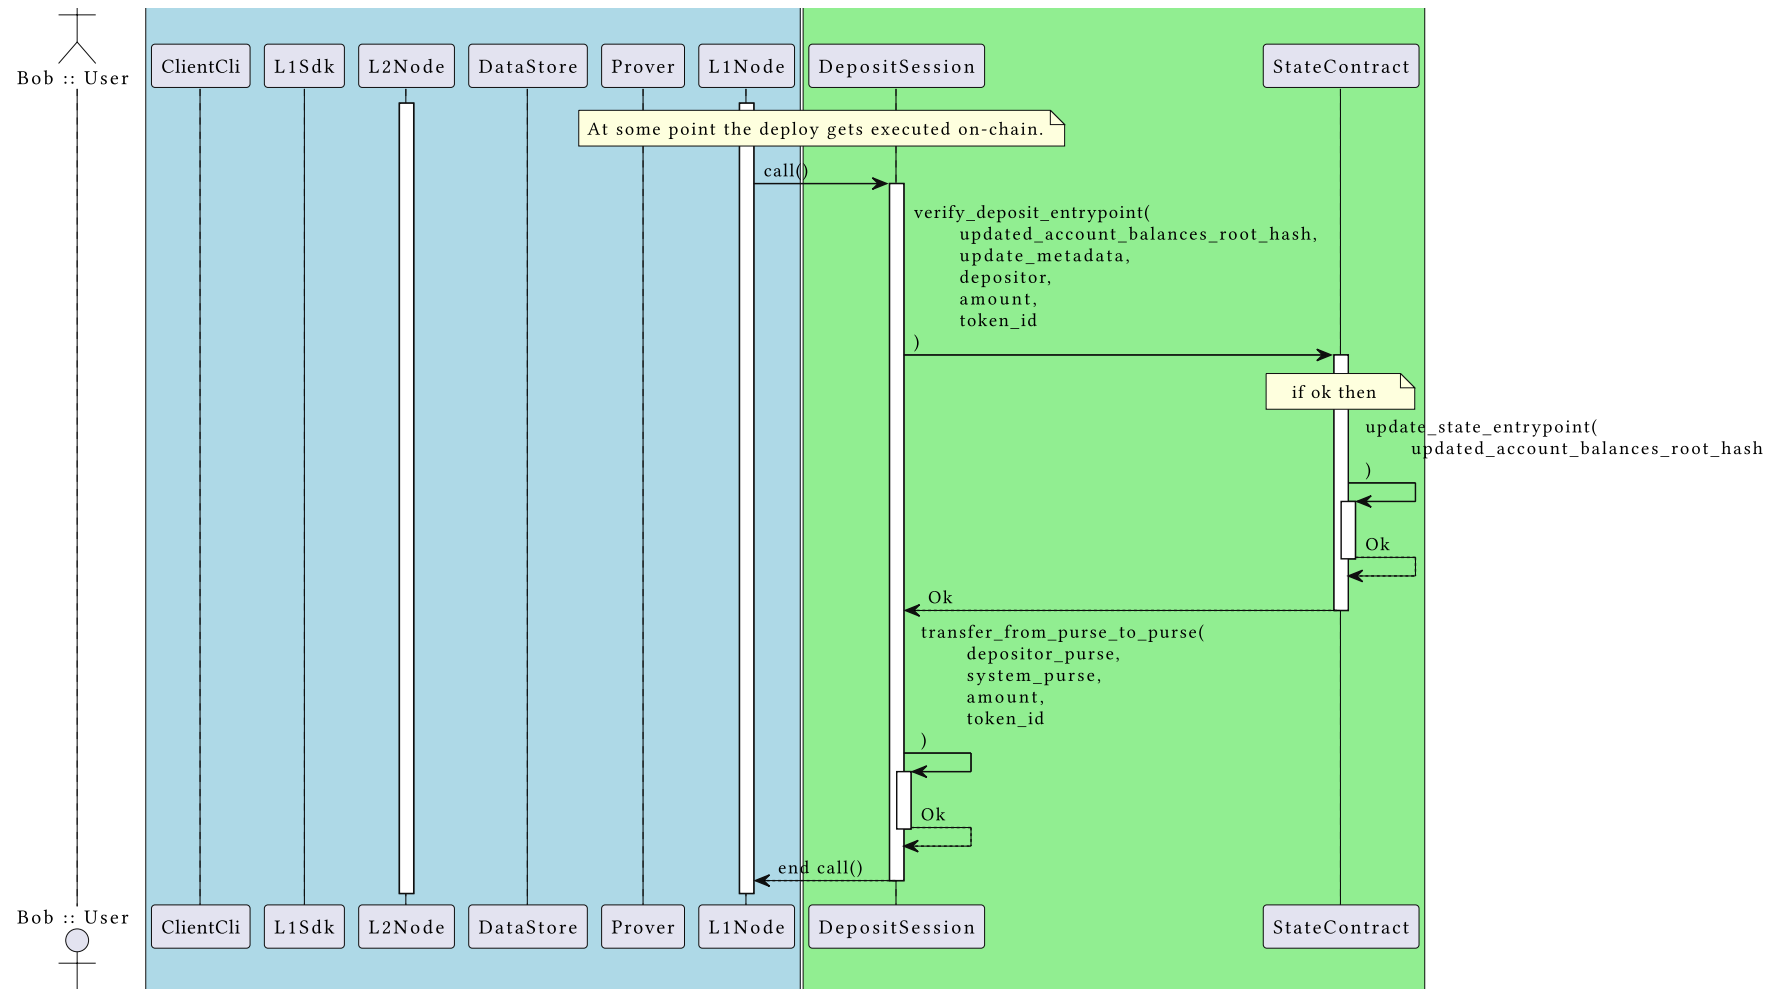 Bob :: User
ClientCli
L1Sdk
L2Node
DataStore
Prover
L1Node
DepositSession
StateContract
At some point the deploy gets executed on-chain.
call()
verify_deposit_entrypoint(
updated_account_balances_root_hash,
update_metadata,
depositor,
amount,
token_id
)
if ok then
update_state_entrypoint(
updated_account_balances_root_hash
)
Ok
Ok
transfer_from_purse_to_purse(
depositor_purse,
system_purse,
amount,
token_id
)
Ok
end call()
Bob :: User
ClientCli
L1Sdk
L2Node
DataStore
Prover
L1Node
DepositSession
StateContract